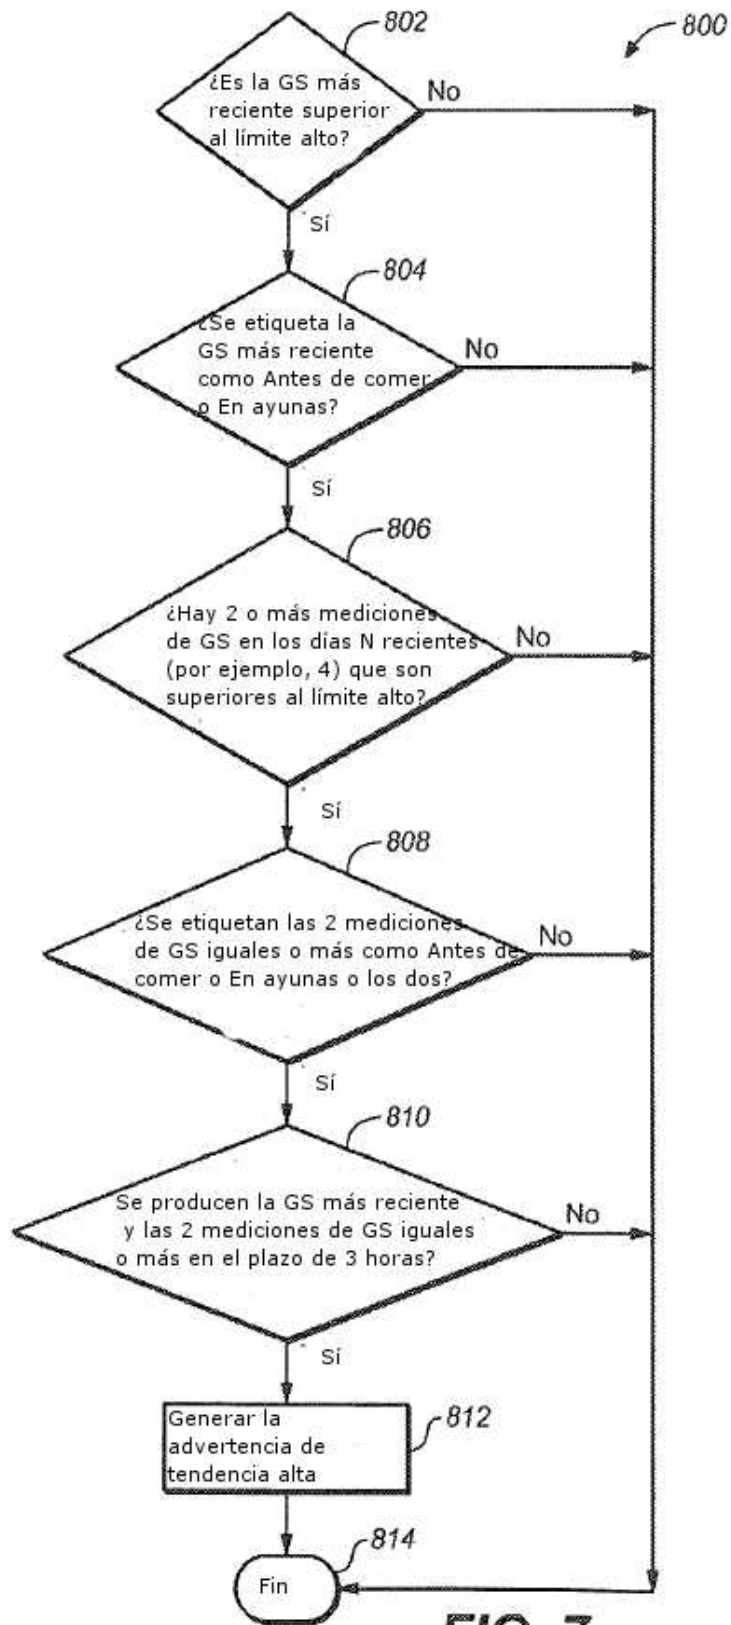 802
800
¿Es la GS más
reciente superior
al límite alto?
No
Sí
804
¿Se etiqueta la
GS más reciente
como Antes de comer
o En ayunas?
No
Sí
806
¿Hay 2 o más mediciones
de GS en los días N recientes
(por ejemplo, 4) que son
superiores al límite alto?
No
Sí
808
¿Se etiquetan las 2 mediciones
de GS iguales o más como Antes de
comer o En ayunas o los dos?
No
Sí
810
Se producen la GS más reciente
y las 2 mediciones de GS iguales
o más en el plazo de 3 horas?
No
Sí
812
Generar la
advertencia de
tendencia alta
814
Fin